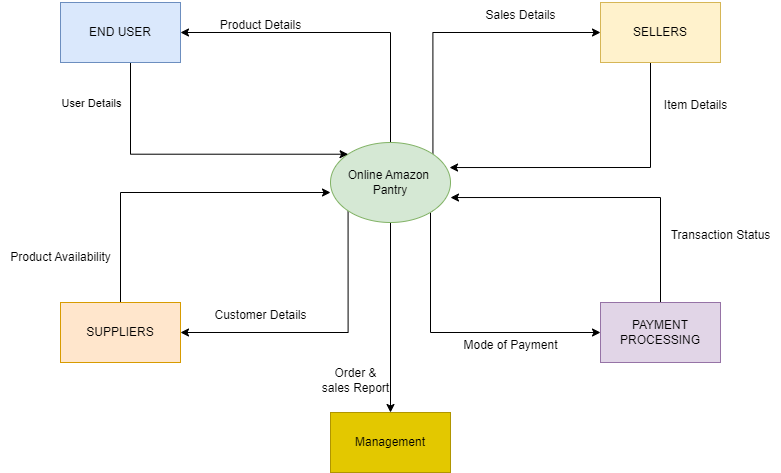 END USER
Product Details
Sales Details
SELLERS
User Details
Item Details
Online Amazon
Pantry
Product Availability
Transaction Status
SUPPLIERS
Customer Details
Mode of Payment
PAYMENT
PROCESSING
Order &
sales Report
Management